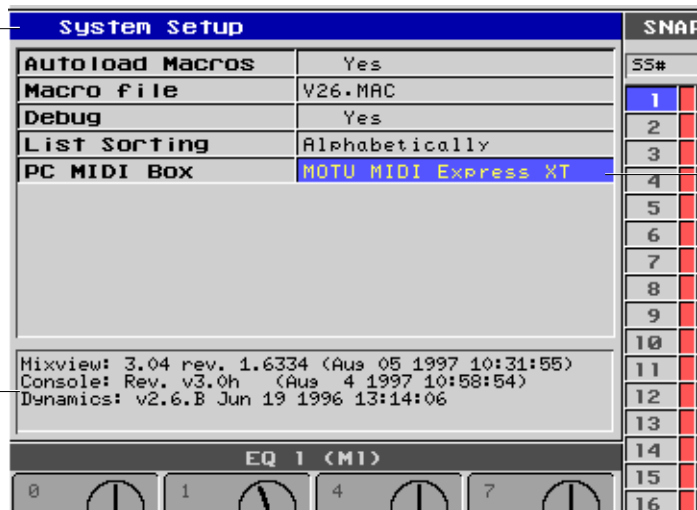 System Setup
SNAP
Autoload Macros Yes
SS#
Macro file V26.MAC
Debug Yes
List Sorting Alphabetically
PC MIDI Box MOTU MIDI Express XT
1
2
3
4
5
6
7
8
9
10
11
12
13
14
15
16
Mixview: 3.04 rev. 1.6334 (Aug 05 1997 10:31:55)
Console: Rev. v3.0h (Aug 4 1997 10:58:54)
Dynamics: v2.6.B Jun 19 1996 13:14:06
EQ 1 (M1)
0 1 4 7